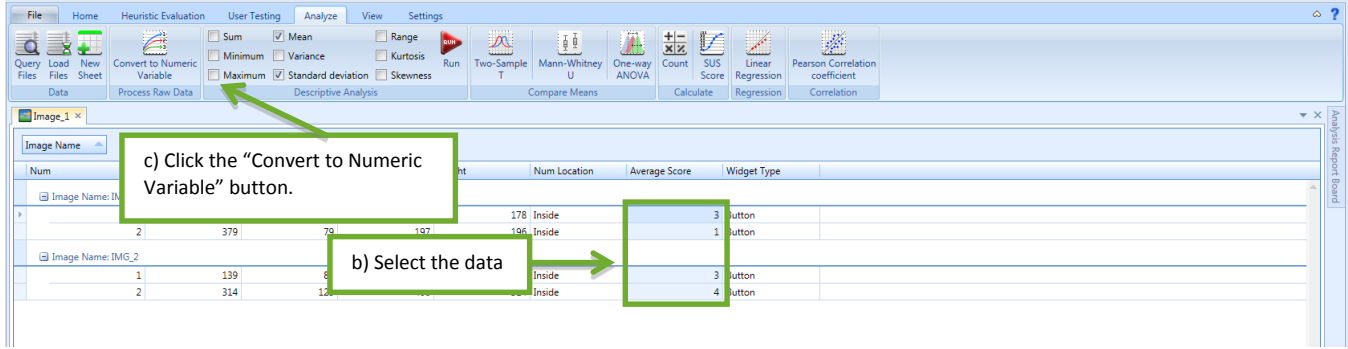 File Home Heuristic Evaluation User Testing Analyze View Settings ?
Sum Mean Range
Minimum Variance Kurtosis
Maximum Standard deviation Skewness
Query Files Load Files New Sheet Convert to Numeric Variable RUN Run Two-Sample T Mann-Whitney U One-way ANOVA Count SUS Score Linear Regression Pearson Correlation coefficient
Data Process Raw Data Descriptive Analysis Compare Means Calculate Regression Correlation
Image_1
Analysis Report Board
Image Name
c) Click the “Convert to Numeric
Variable” button.
Num Num Location Average Score Widget Type
Image Name:
178 Inside 3 Button
2 379 79 197 196 Inside 1 Button
b) Select the data
Image Name: IMG_2
1 139 Inside 3 Button
2 314 Inside 4 Button